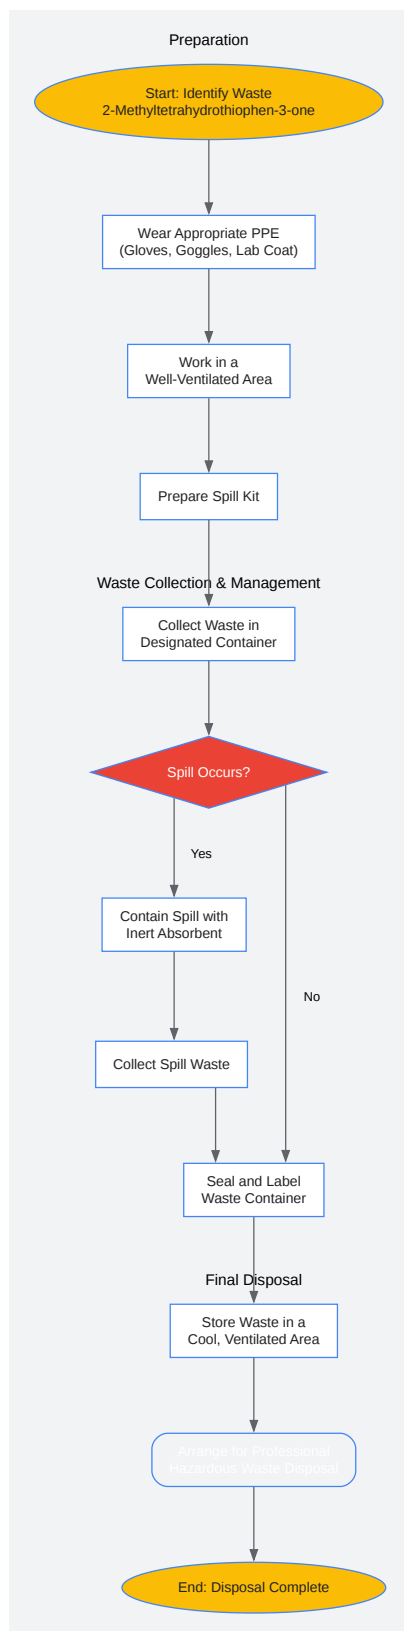 Preparation
Start: Identify Waste
2-Methyltetrahydrothiophen-3-one
Wear Appropriate PPE
(Gloves, Goggles, Lab Coat)
Work in a
Well-Ventilated Area
Prepare Spill Kit
Waste Collection & Management
Collect Waste in
Designated Container
Spill Occurs?
Yes
Contain Spill with
Inert Absorbent
No
Collect Spill Waste
Seal and Label
Waste Container
Final Disposal
Store Waste in a
Cool, Ventilated Area
Arrange for Professional
Hazardous Waste Disposal
End: Disposal Complete